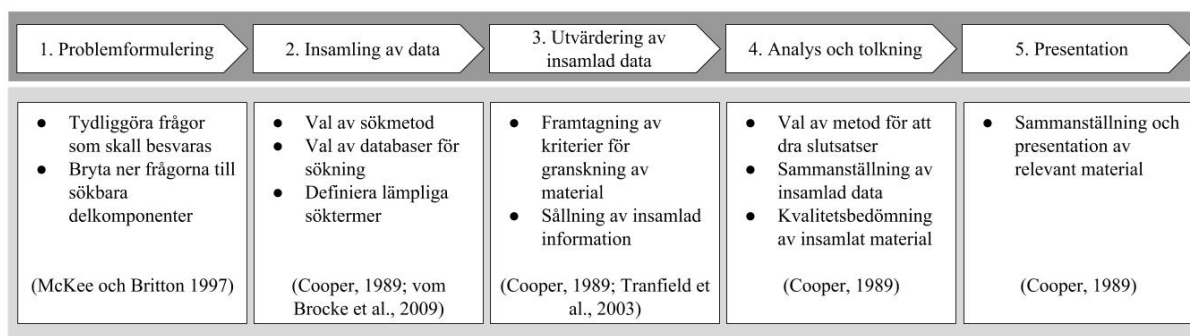 1. Problemformulering
2. Insamling av data
3. Utvärdering av
insamlad data
4. Analys och tolkning
5. Presentation
● Tydliggöra frågor
som skall besvaras
● Bryta ner frågorna till
sökbara
delkomponenter
(McKee och Britton 1997)
● Val av sökmetod
● Val av databaser för
sökning
● Definiera lämpliga
söktermer
(Cooper, 1989; vom
Brocke et al., 2009)
● Framtagning av
kriterier för
granskning av
material
● Sållning av insamlad
information
(Cooper, 1989; Tranfield et
al., 2003)
● Val av metod för att
dra slutsatser
● Sammanställning av
insamlad data
● Kvalitetsbedömning
av insamlat material
(Cooper, 1989)
● Sammanställning och
presentation av
relevant material
(Cooper, 1989)